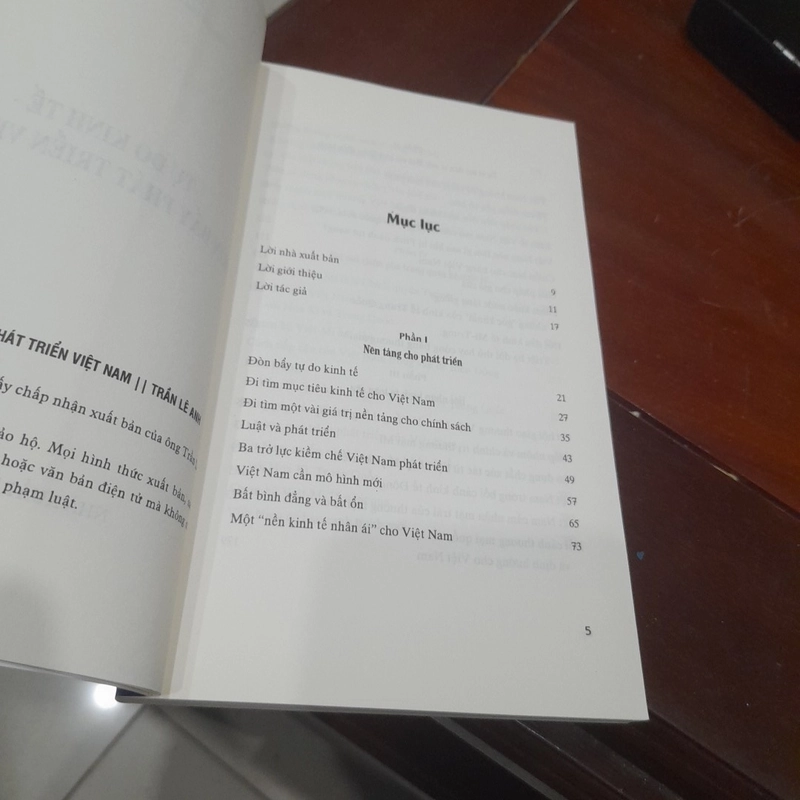 HÁT TRIỂN VIỆT NAM || TRẦN LÊ ANH
ấy chấp nhận xuất bản của ông Trần
ảo hộ. Mọi hình thức xuất bản,
hoặc văn bản điện tử mà không
phạm luật.
Mục lục
Lời nhà xuất bản 9
Lời giới thiệu 11
Lời tác giả 17
Phần I
Nền tảng cho phát triển
Đòn bẩy tự do kinh tế 21
Đi tìm mục tiêu kinh tế cho Việt Nam 27
Đi tìm một vài giá trị nền tảng cho chính sách 35
Luật và phát triển 43
Ba trở lực kiềm chế Việt Nam phát triển 49
Việt Nam cần mô hình mới 57
Bất bình đẳng và bất ổn 65
Một “nền kinh tế nhân ái” cho Việt Nam 73
5